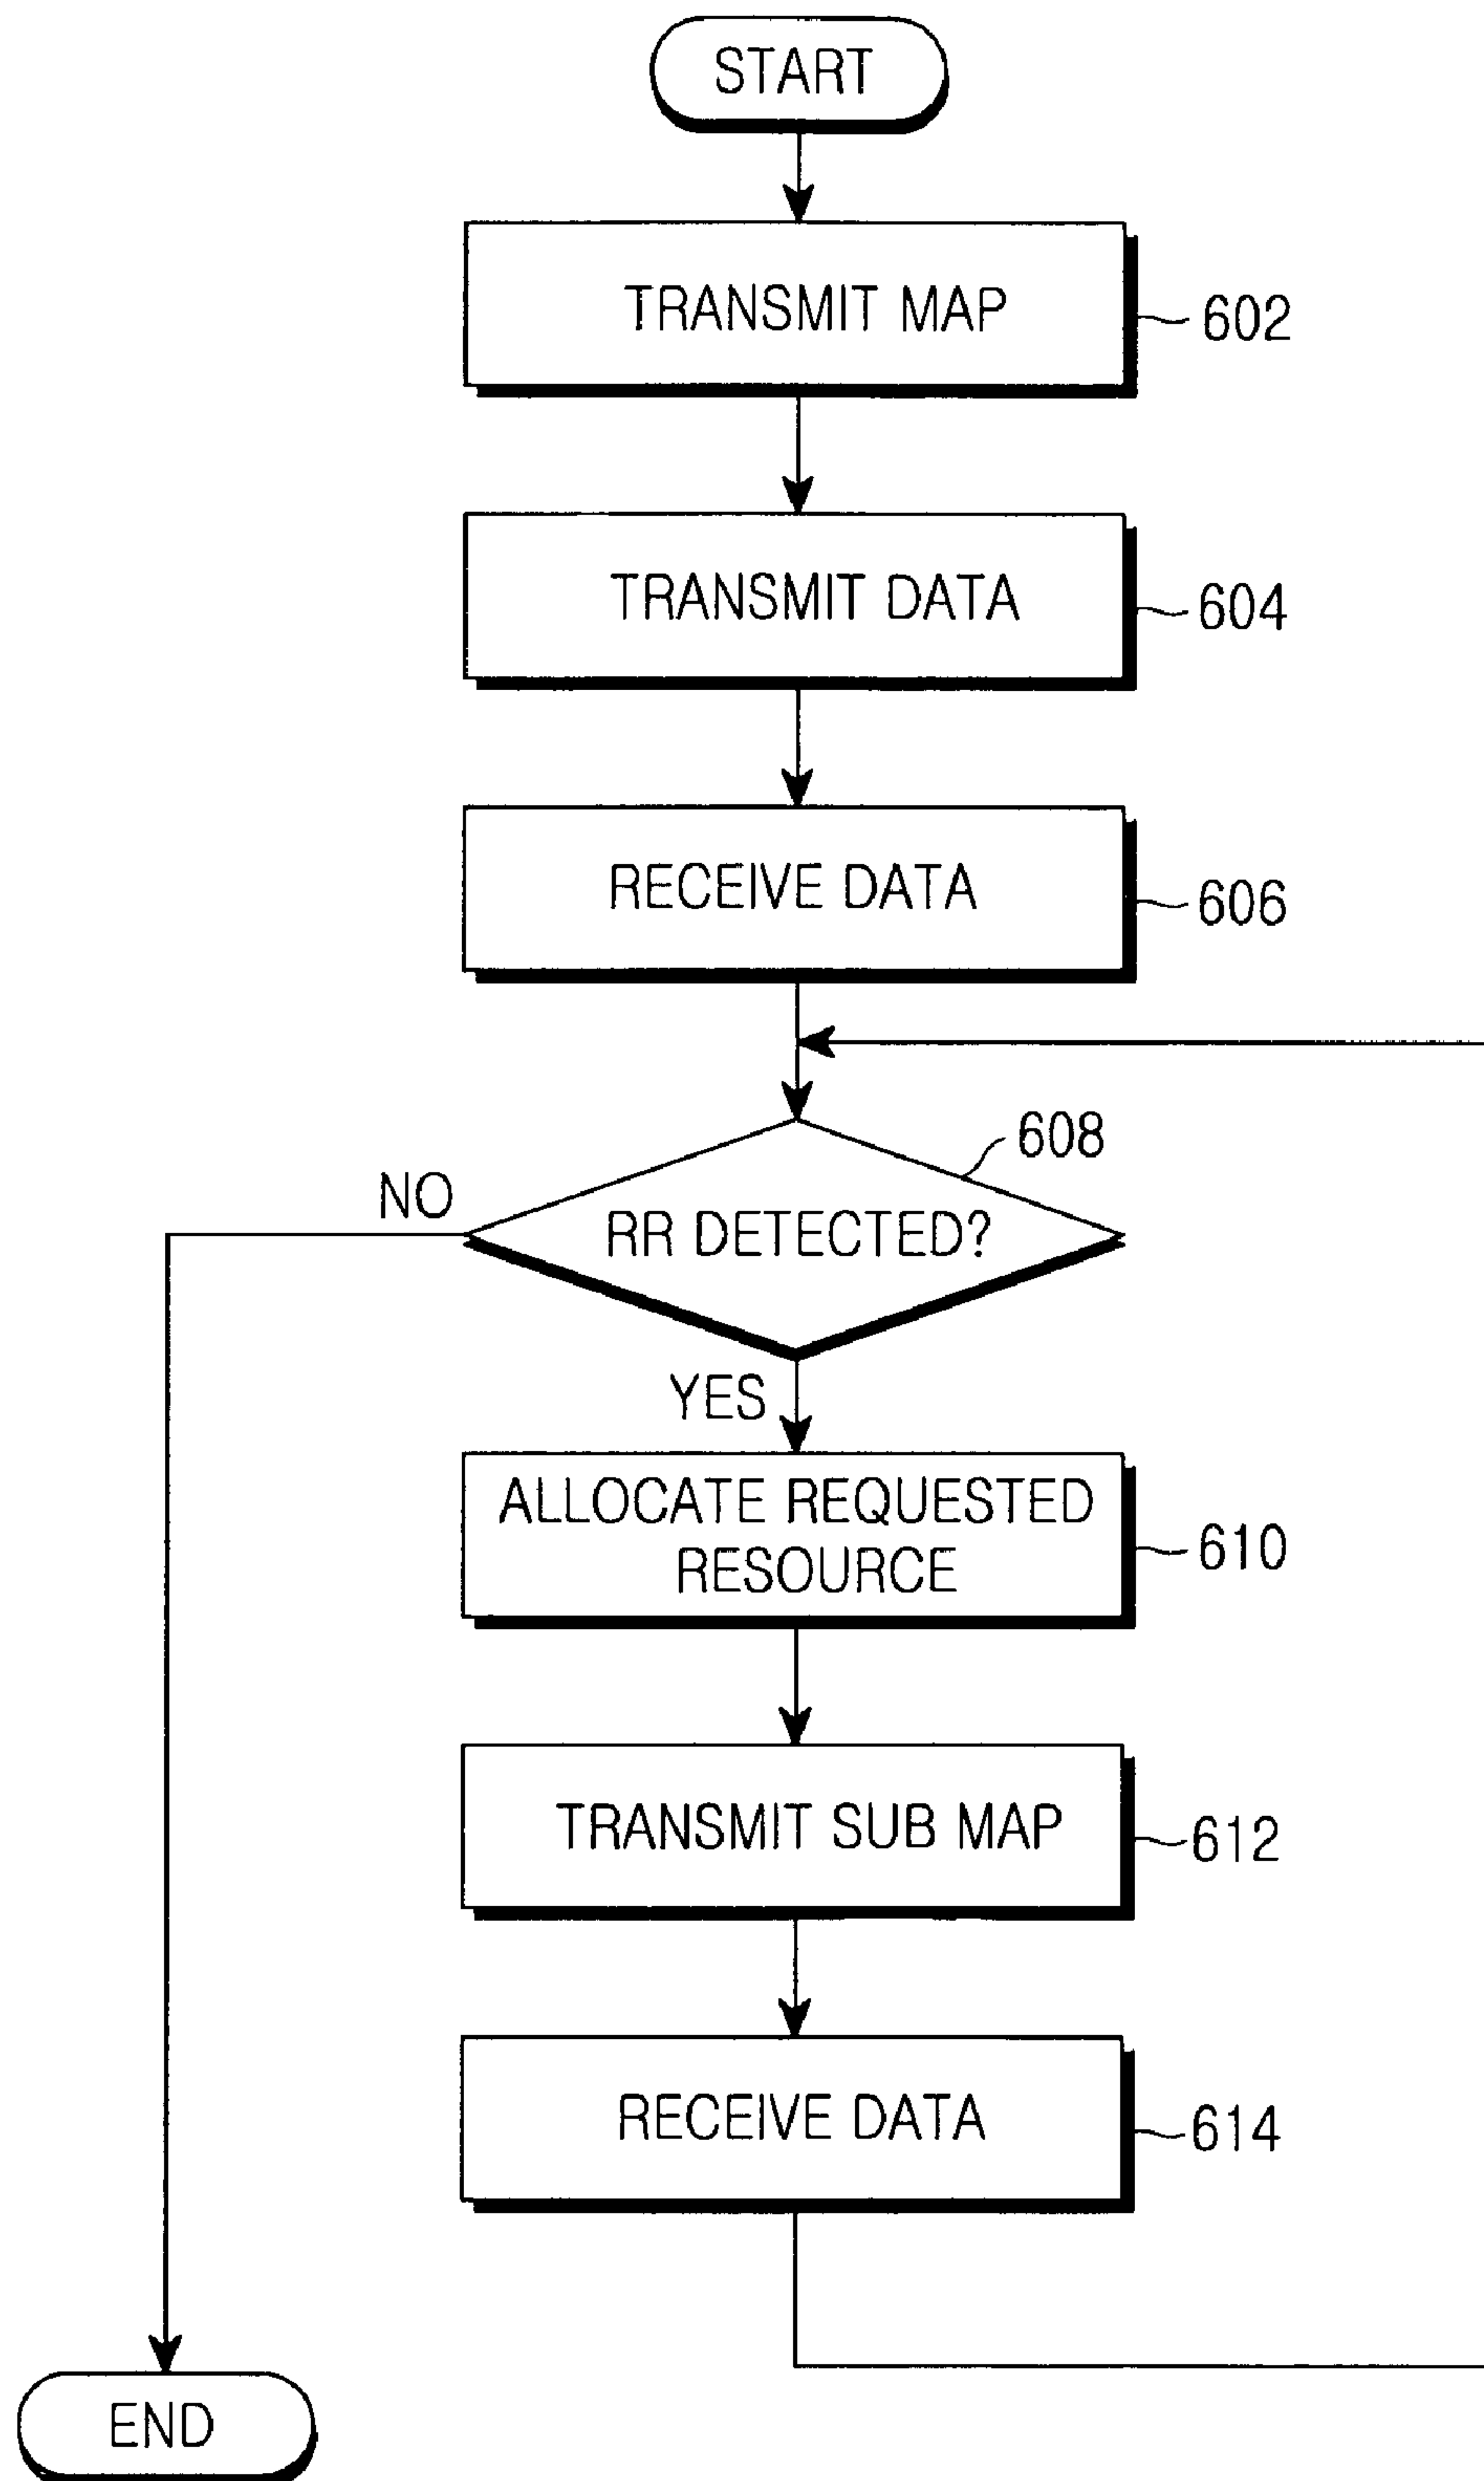 START
TRANSMIT MAP
602
TRANSMIT DATA
604
RECEIVE DATA
606
608
NO
RR DETECTED?
YES
ALLOCATE REQUESTED
RESOURCE
610
TRANSMIT SUB MAP
612
RECEIVE DATA
614
END